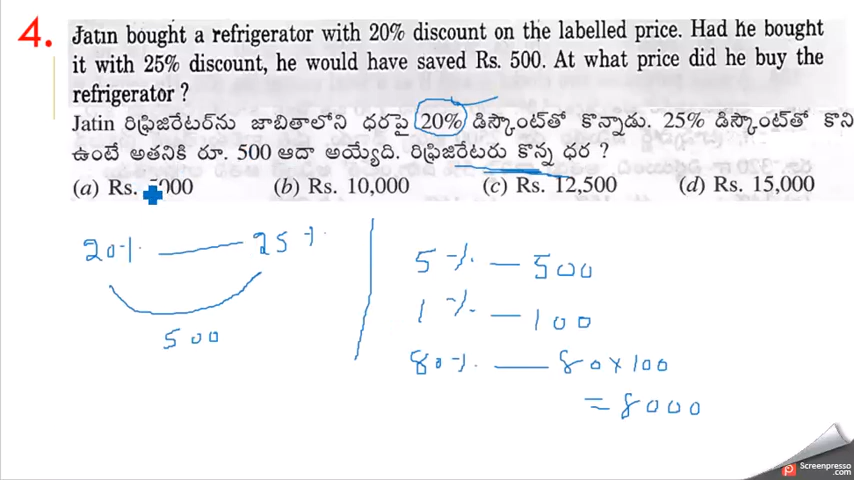 4. Jatin bought a refrigerator with 20% discount on the labelled price. Had he bought
it with 25% discount, he would have saved Rs. 500. At what price did he buy the
refrigerator ?
Jatin రిఫ్రిజిరేటర్‌ను జాబితాలోని ధరపై 20% డిస్కౌంట్‌తో కొన్నాడు. 25% డిస్కౌంట్‌తో కొని
ఉంటే అతనికి రూ. 500 ఆదా అయ్యేది. రిఫ్రిజిరేటరు కొన్న ధర ?
(a) Rs. 000 (b) Rs. 10,000 (c) Rs. 12,500 (d) Rs. 15,000
20% — 25%
500
5% — 500
1% — 100
80% — 80×100
= 8000
Screenpresso.com